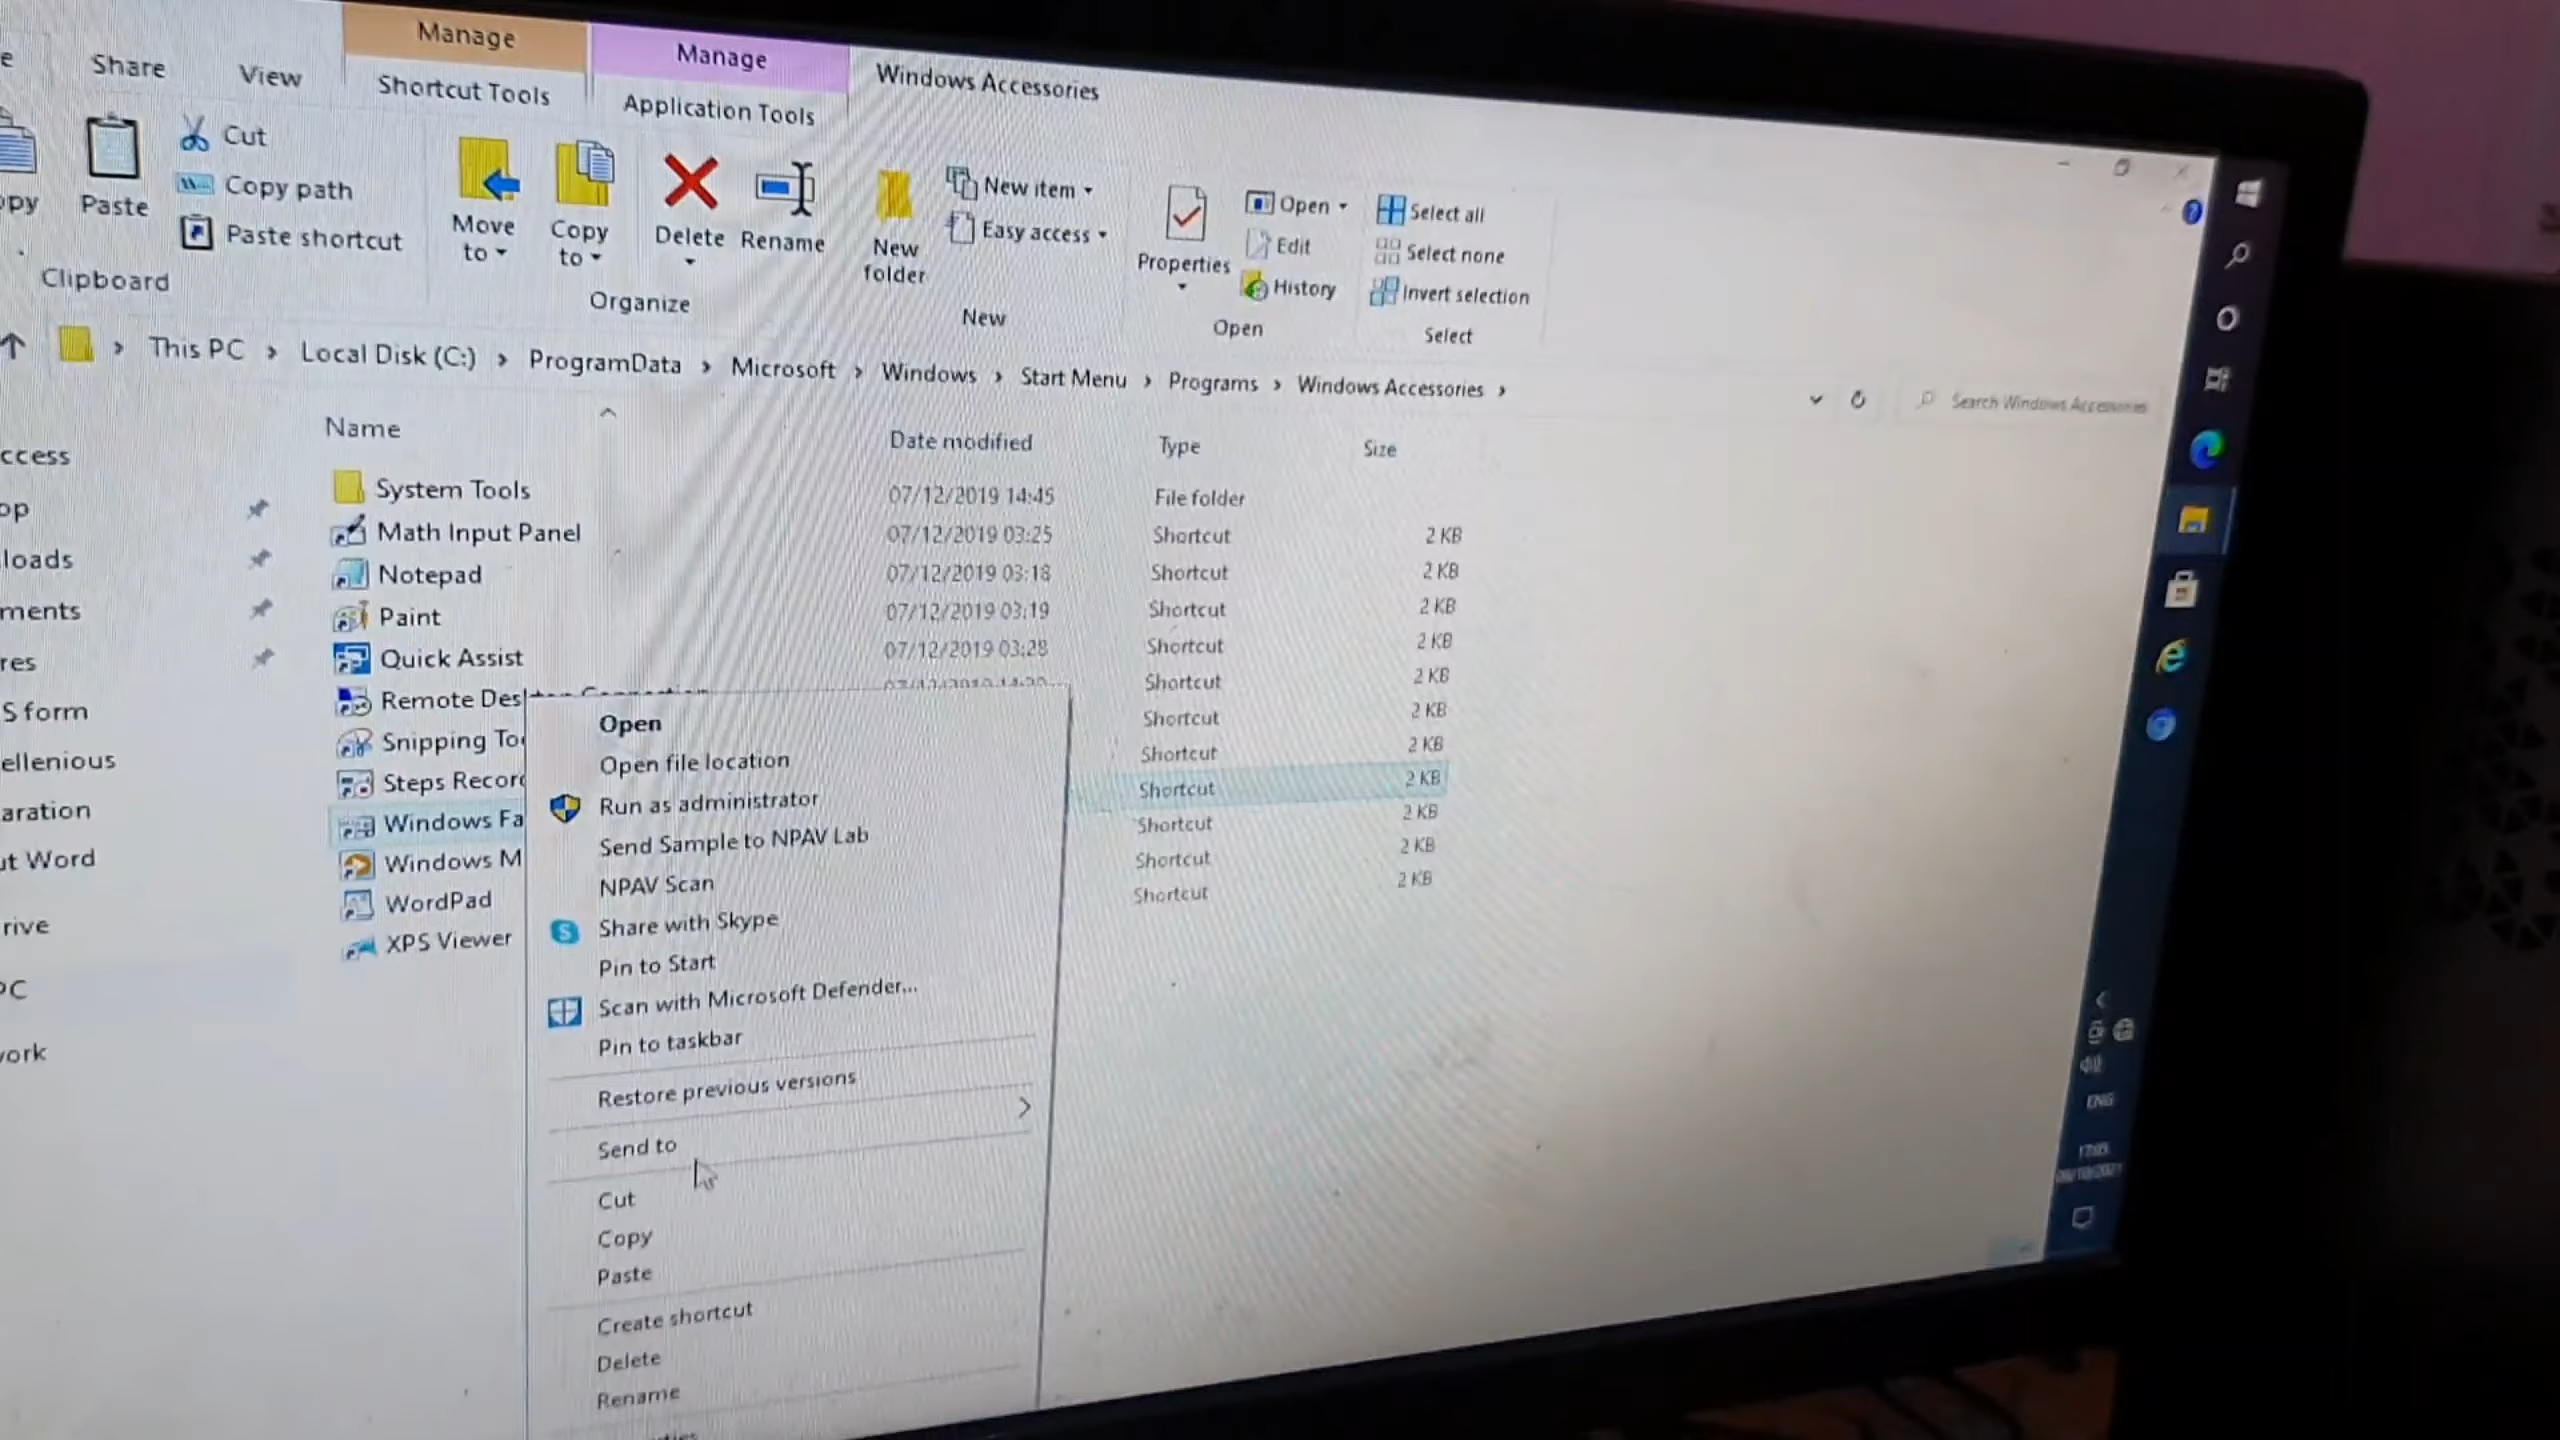 Manage
Manage
Windows Accessories
Share
View
Shortcut Tools
Application Tools
Paste
Cut
Copy path
Paste shortcut
Clipboard
Move to
Copy to
Delete
Rename
Organize
New folder
New item
Easy access
New
Properties
Open
Edit
History
Open
Select all
Select none
Invert selection
Select
This PC › Local Disk (C:) › ProgramData › Microsoft › Windows › Start Menu › Programs › Windows Accessories ›
Search Windows Accessories
Name
Date modified
Type
Size
System Tools 07/12/2019 14:45 File folder
Math Input Panel 07/12/2019 03:25 Shortcut 2 KB
Notepad 07/12/2019 03:18 Shortcut 2 KB
Paint 07/12/2019 03:19 Shortcut 2 KB
Quick Assist 07/12/2019 03:28 Shortcut 2 KB
Remote Des Shortcut 2 KB
Snipping To Shortcut 2 KB
Steps Recor Shortcut 2 KB
Windows Fa Shortcut 2 KB
Windows M Shortcut 2 KB
WordPad Shortcut 2 KB
XPS Viewer Shortcut 2 KB
ccess
op
loads
ments
res
S form
ellenious
aration
ut Word
rive
PC
work
Open
Open file location
Run as administrator
Send Sample to NPAV Lab
NPAV Scan
Share with Skype
Pin to Start
Scan with Microsoft Defender...
Pin to taskbar
Restore previous versions
Send to
Cut
Copy
Paste
Create shortcut
Delete
Rename
ENG